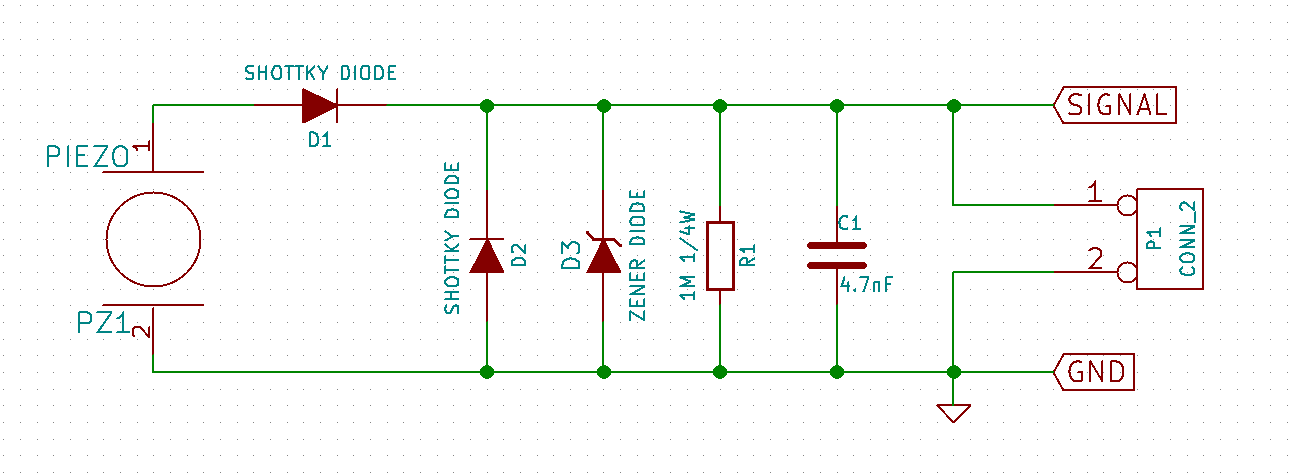 SHOTTKY DIODE
D1
SIGNAL
PIEZO
1
PZ1
2
SHOTTKY DIODE
D2
D3
ZENER DIODE
1M 1/4W
R1
C1
4.7nF
1
2
P1
CONN_2
GND